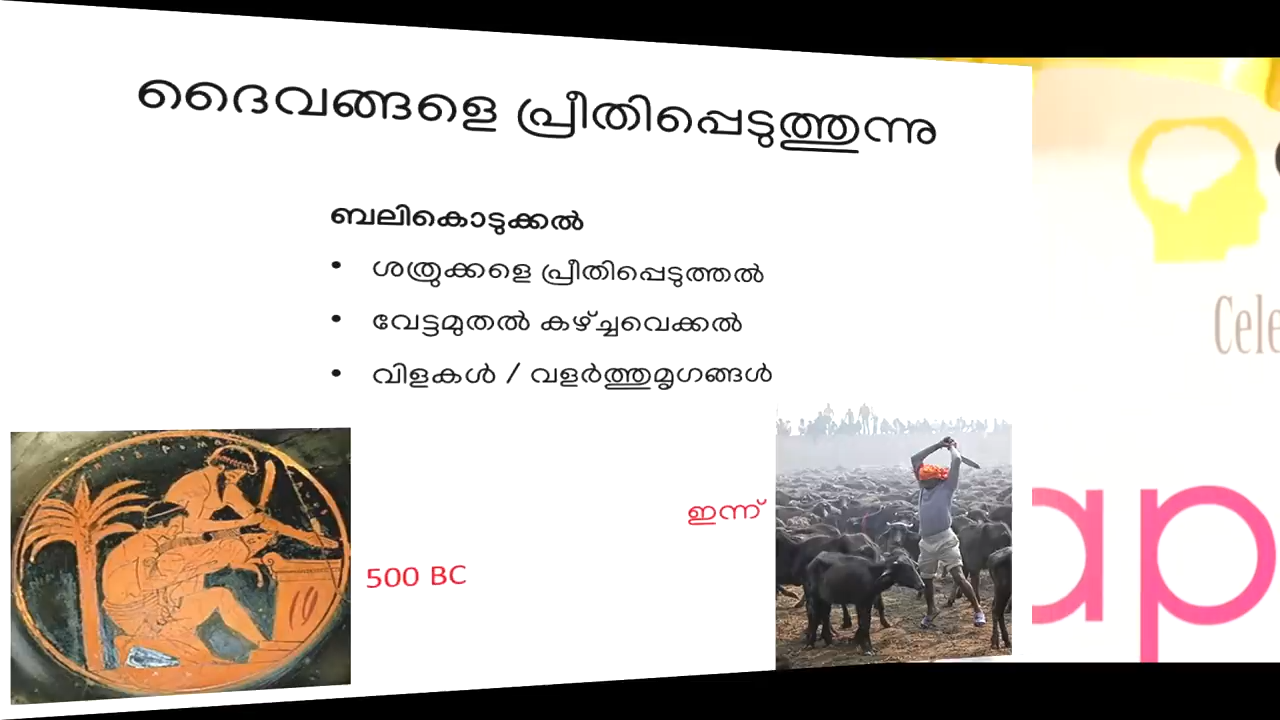 ദൈവങ്ങളെ പ്രീതിപ്പെടുത്തുന്നു
ബലികൊടുക്കൽ
• ശത്രുക്കളെ പ്രീതിപ്പെടുത്തൽ
• വേട്ടമുതൽ കഴ്ച്ചവെക്കൽ
• വിളകൾ / വളർത്തുമൃഗങ്ങൾ
ഇന്ന്
500 BC
Cele
ap